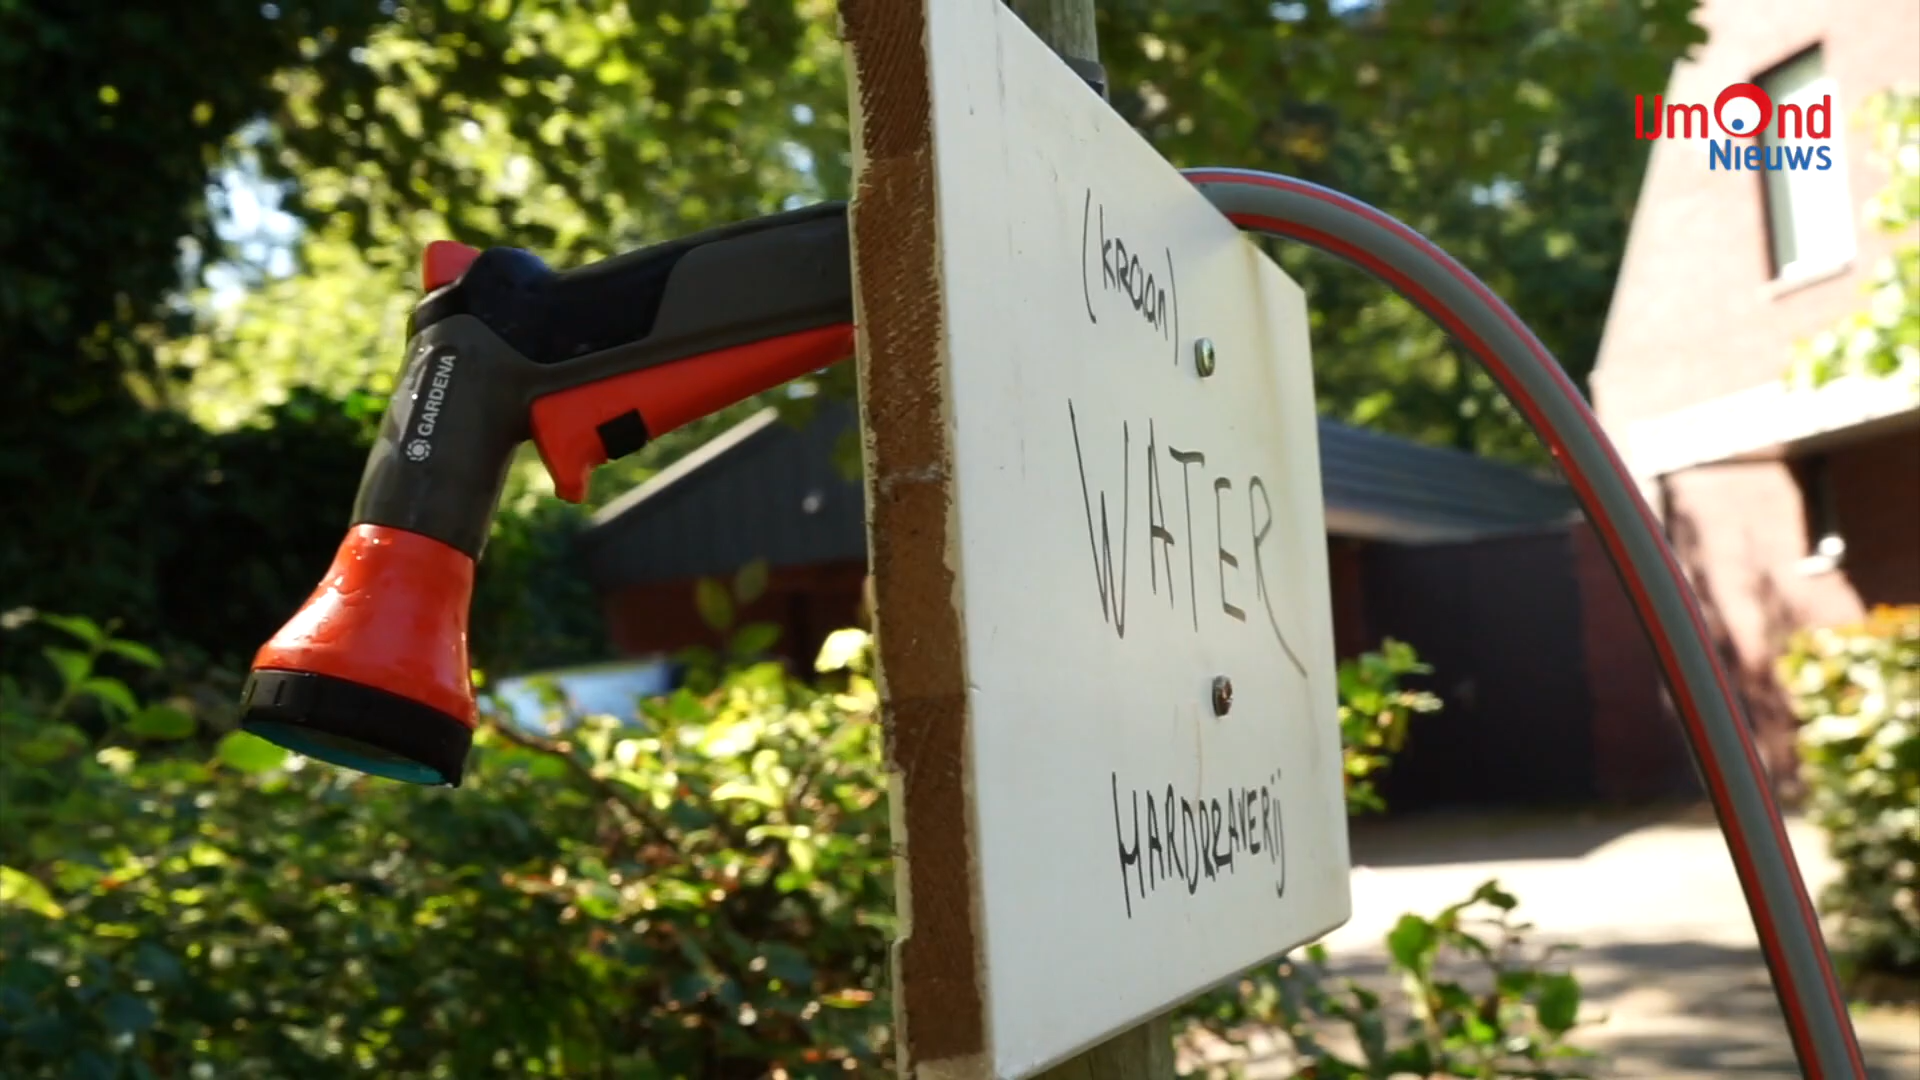 IJmond
Nieuws
GARDENA
(KRaan)
WATER
HARDDRAVERij